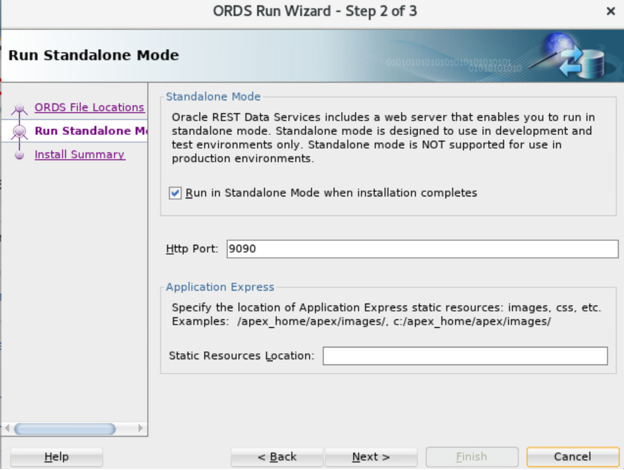 ORDS Run Wizard - Step 2 of 3
Run Standalone Mode
ORDS File Locations
Run Standalone M
Install Summary
Standalone Mode
Oracle REST Data Services includes a web server that enables you to run in
standalone mode. Standalone mode is designed to use in development and
test environments only. Standalone mode is NOT supported for use in
production environments.
Run in Standalone Mode when installation completes
Http Port: 9090
Application Express
Specify the location of Application Express static resources: images, css, etc.
Examples: /apex_home/apex/images/, c:/apex_home/apex/images/
Static Resources Location:
Help < Back Next > Finish Cancel